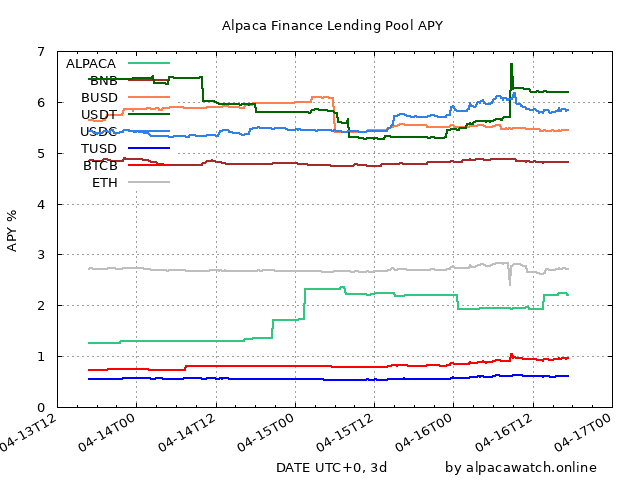 Alpaca Finance Lending Pool APY
7
6
5
4
3
2
1
0
APY %
ALPACA
BNB
BUSD
USDT
USDC
TUSD
BTCB
ETH
04-13T12
04-14T00
04-14T12
04-15T00
04-15T12
04-16T00
04-16T12
04-17T00
DATE UTC+0, 3d
by alpacawatch.online